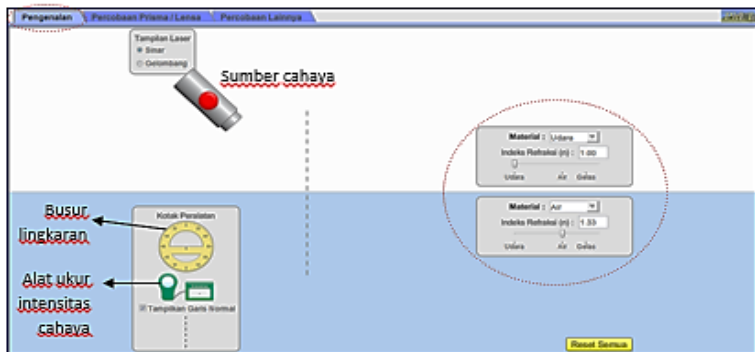 Pengenalan Percobaan Prisma / Lensa Percobaan Lainnya
Tampilan Laser
Sinar
Gelombang
Sumber cahaya
Material : Udara
Indeks Refraksi (n) : 1.00
Udara Air Gelas
Material : Air
Indeks Refraksi (n) : 1.33
Udara Air Gelas
Busur
lingkaran
Kotak Peralatan
Alat ukur
intensitas
cahaya
Tampilkan Garis Normal
Reset Semua